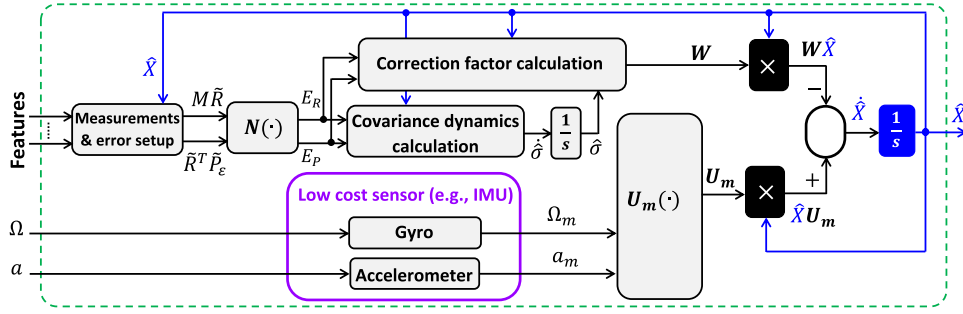 Features
X̂
Measurements
& error setup
MR̃
R̃ᵀP̃ε
N(·)
E_R
E_P
Correction factor calculation
Covariance dynamics
calculation
σ̂̇
1
s
σ̂
W
×
WX̂
−
X̂̇
1
s
X̂
Low cost sensor (e.g., IMU)
Ω
Gyro
Ω_m
a
Accelerometer
a_m
U_m(·)
U_m
×
+
X̂U_m